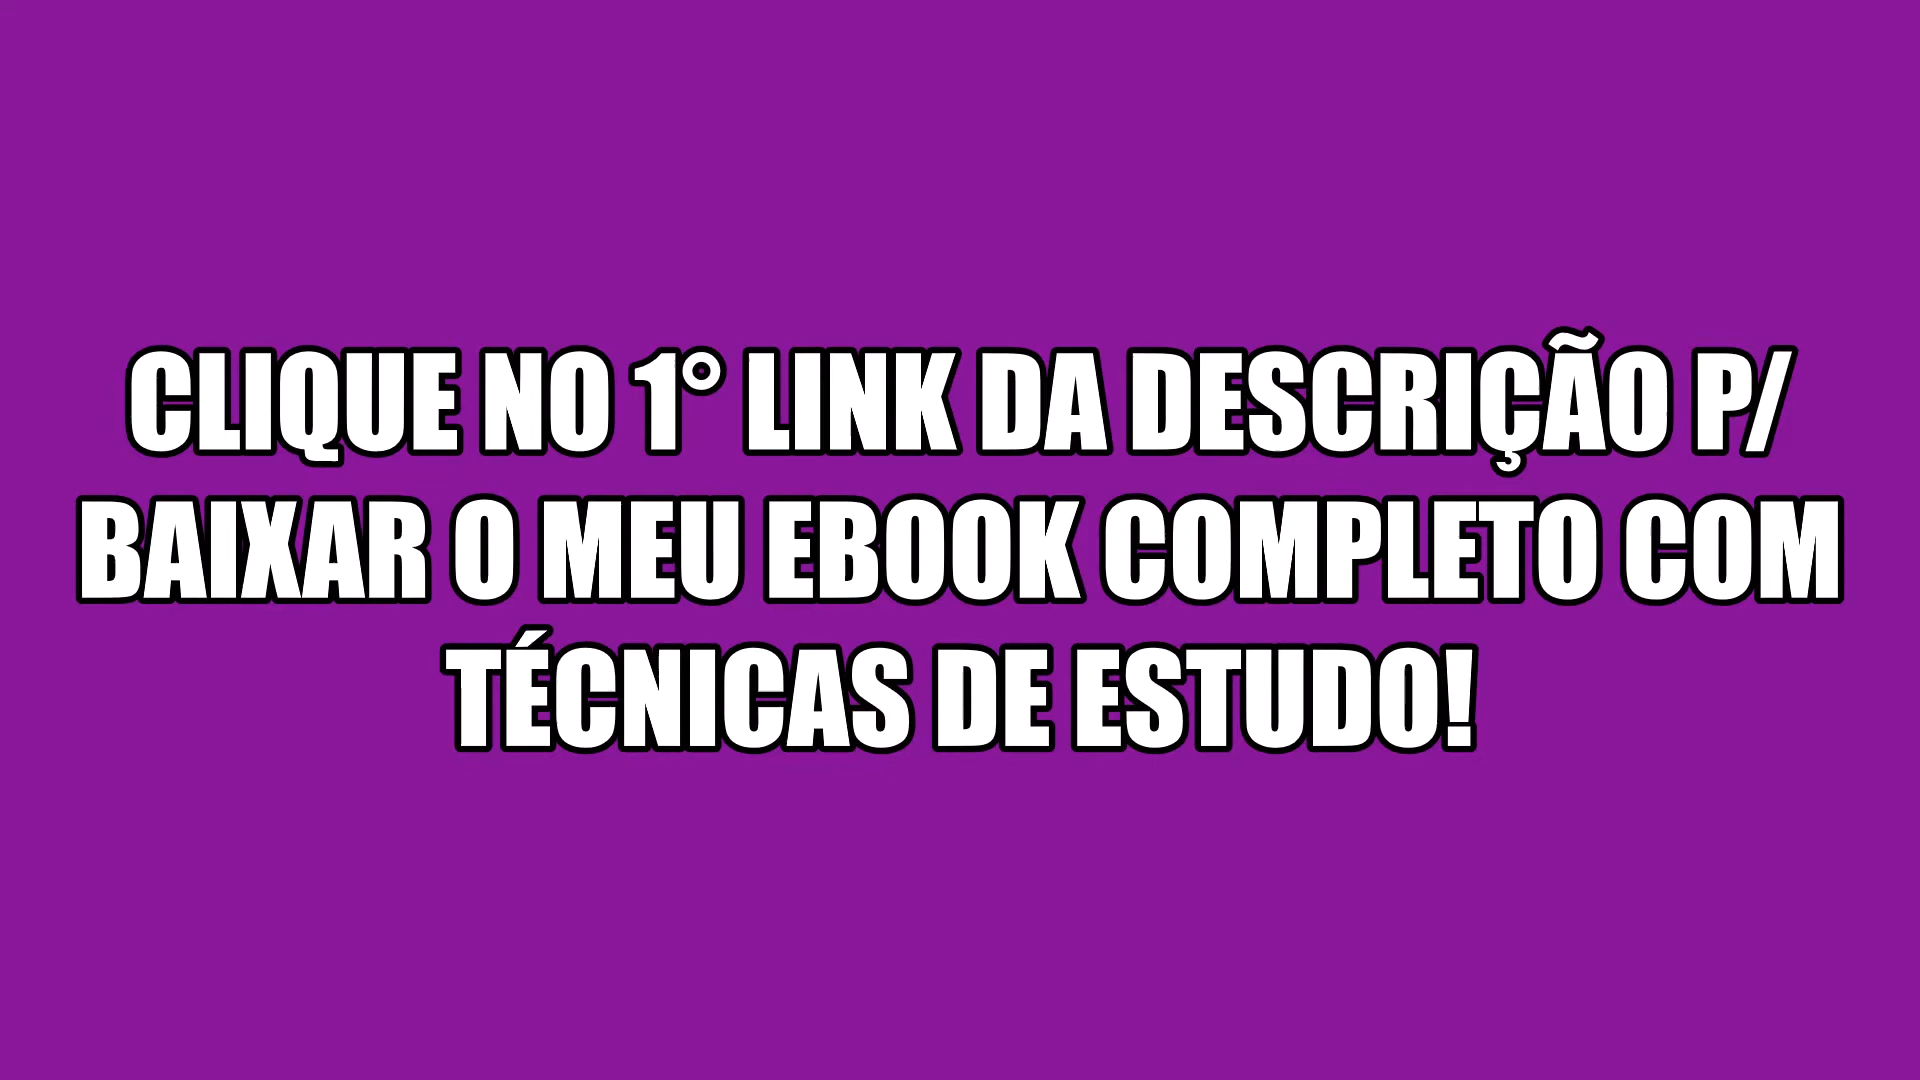 CLIQUE NO 1° LINK DA DESCRIÇÃO P/
BAIXAR O MEU EBOOK COMPLETO COM
TÉCNICAS DE ESTUDO!